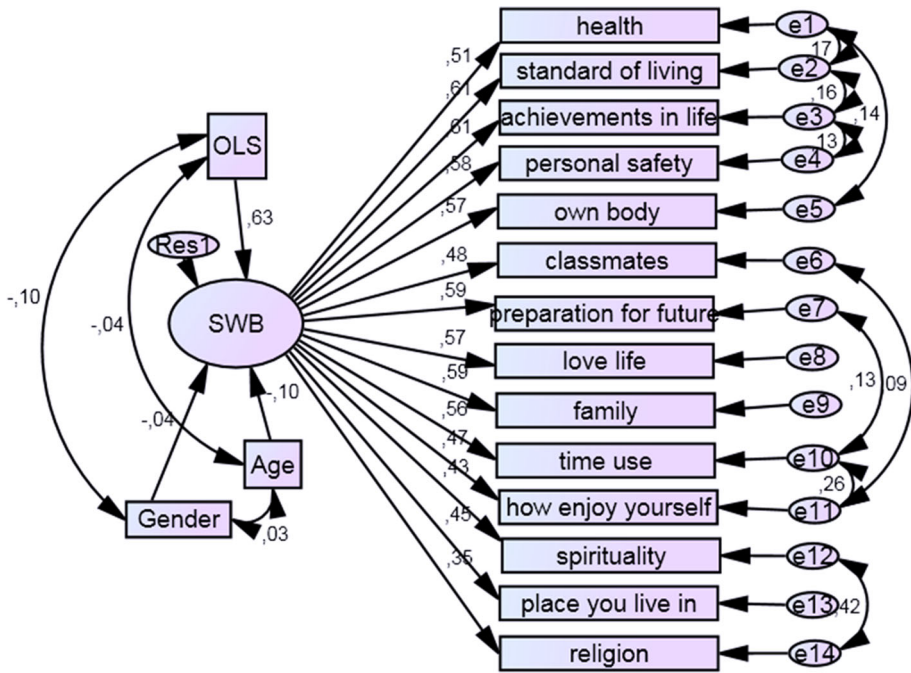 health
standard of living
achievements in life
personal safety
own body
classmates
preparation for future
love life
family
time use
how enjoy yourself
spirituality
place you live in
religion
e1
e2
e3
e4
e5
e6
e7
e8
e9
e10
e11
e12
e13
e14
,17
,16
,13
,14
,13
,09
,26
,42
,51
,61
,61
,58
,57
,48
,59
,57
,59
,56
,47
,43
,45
,35
OLS
,63
Res1
SWB
-,10
-,04
-,04
-,10
Age
Gender
,03